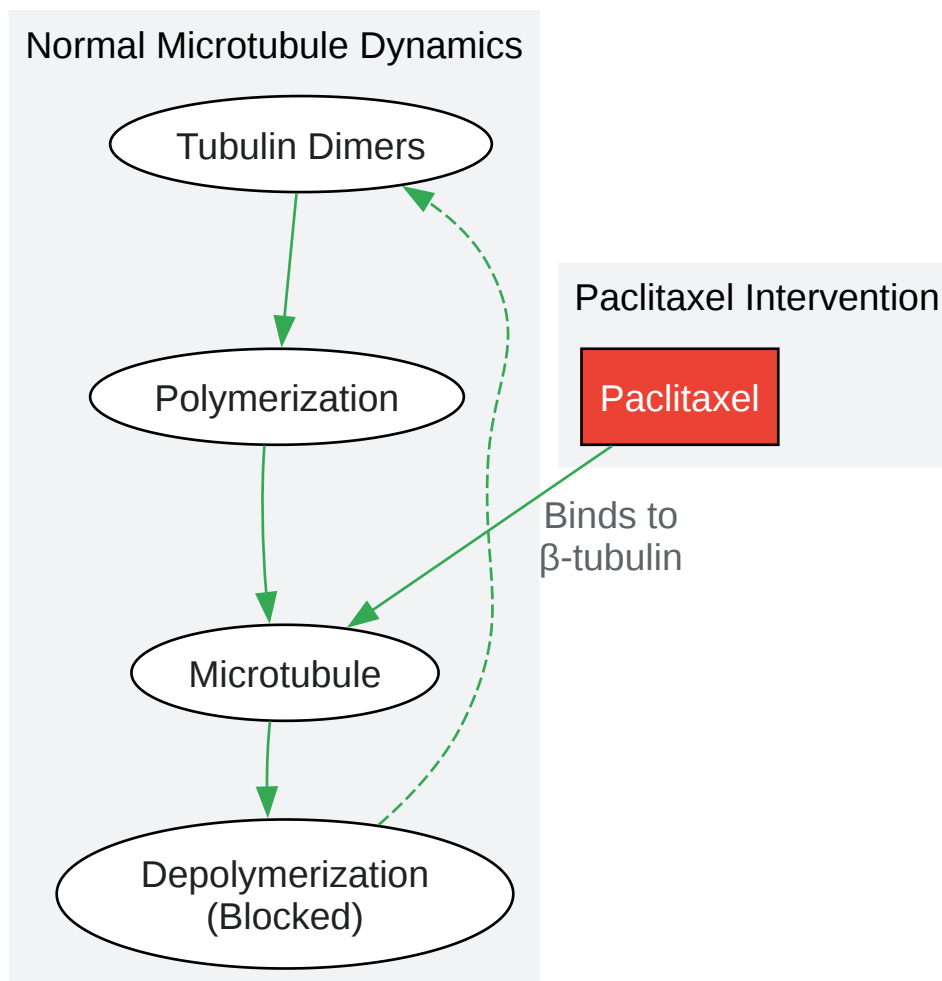 Normal Microtubule Dynamics
Tubulin Dimers
Paclitaxel Intervention
Polymerization
Paclitaxel
Binds to
β-tubulin
Microtubule
Depolymerization
(Blocked)